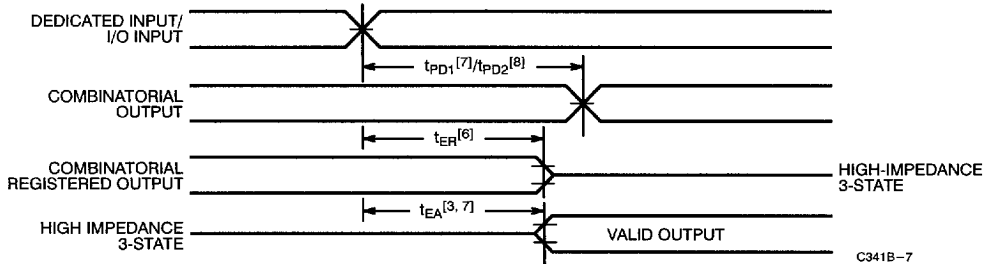 DEDICATED INPUT/
I/O INPUT
tPD1[7]/tPD2[8]
COMBINATORIAL
OUTPUT
tER[6]
COMBINATORIAL
REGISTERED OUTPUT
HIGH-IMPEDANCE
3-STATE
tEA[3, 7]
HIGH IMPEDANCE
3-STATE
VALID OUTPUT
C341B-7